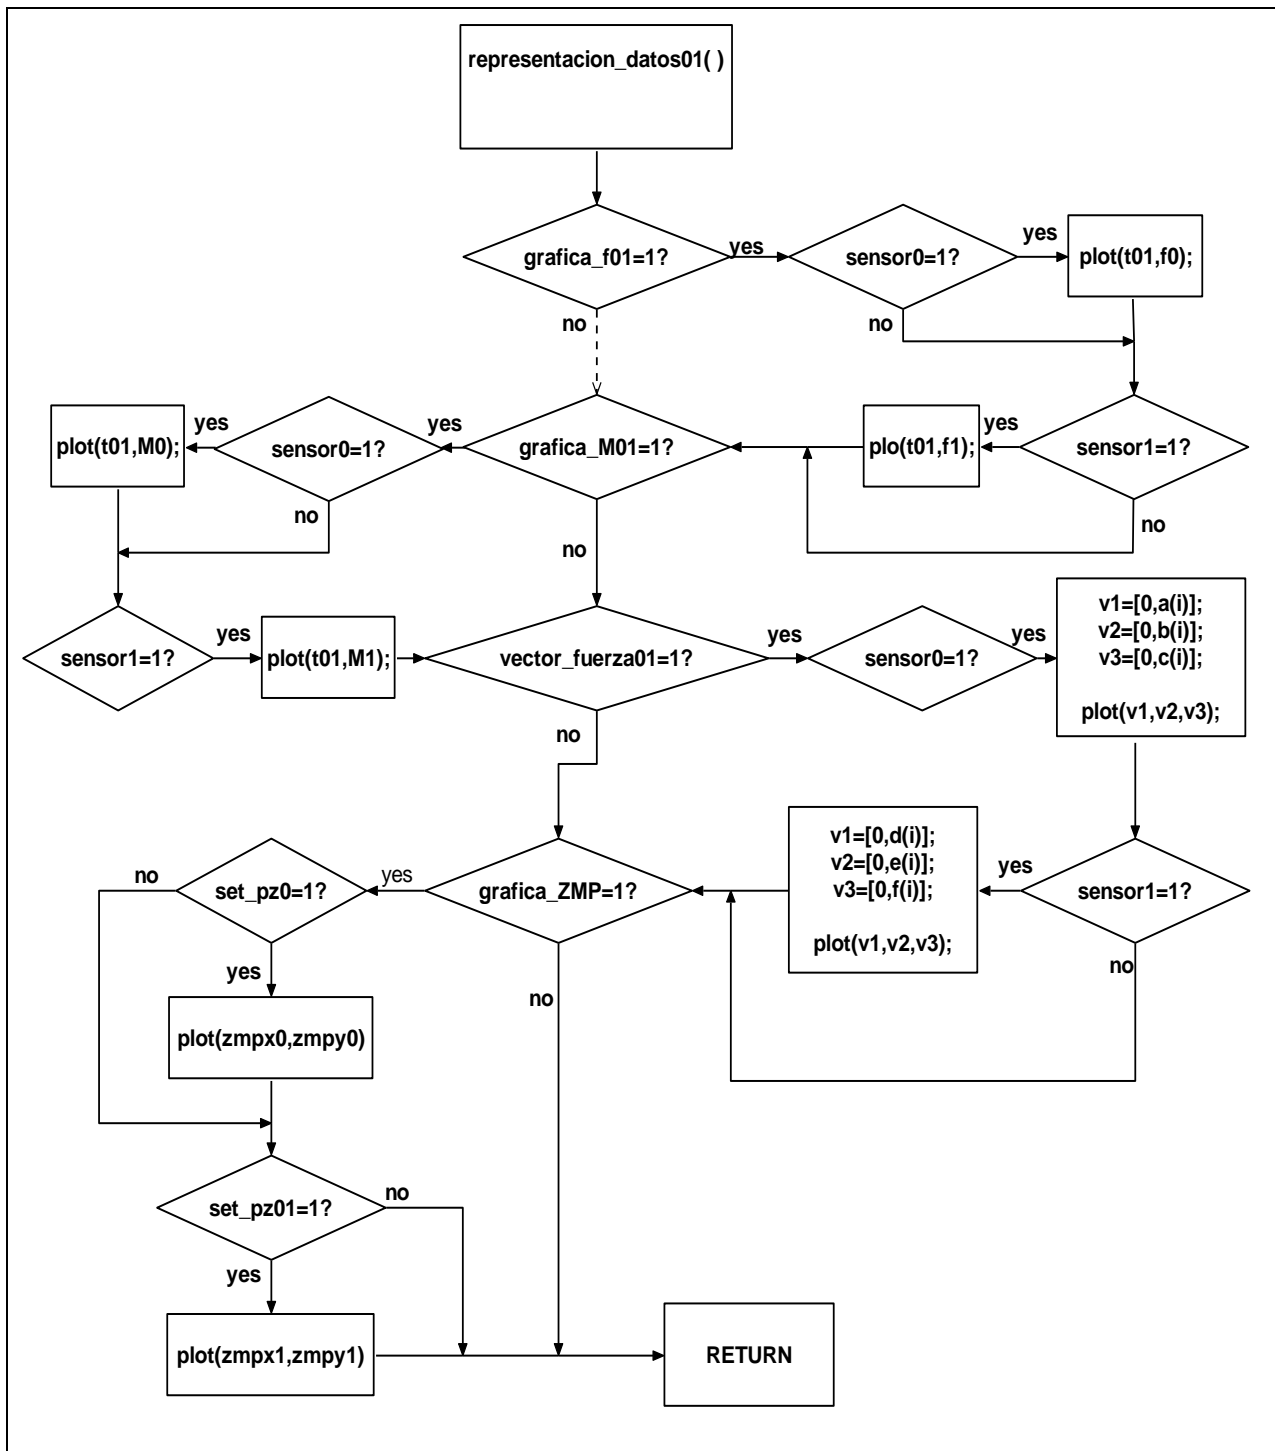 representacion_datos01( )
grafica_f01=1?
yes
sensor0=1?
yes
plot(t01,f0);
no
no
plot(t01,M0);
yes
sensor0=1?
yes
grafica_M01=1?
plo(t01,f1);
yes
sensor1=1?
no
no
no
sensor1=1?
yes
plot(t01,M1);
vector_fuerza01=1?
yes
sensor0=1?
yes
v1=[0,a(i)];
v2=[0,b(i)];
v3=[0,c(i)];
plot(v1,v2,v3);
no
no
set_pz0=1?
yes
grafica_ZMP=1?
v1=[0,d(i)];
v2=[0,e(i)];
v3=[0,f(i)];
plot(v1,v2,v3);
yes
sensor1=1?
no
yes
no
plot(zmpx0,zmpy0)
set_pz01=1?
no
yes
plot(zmpx1,zmpy1)
RETURN